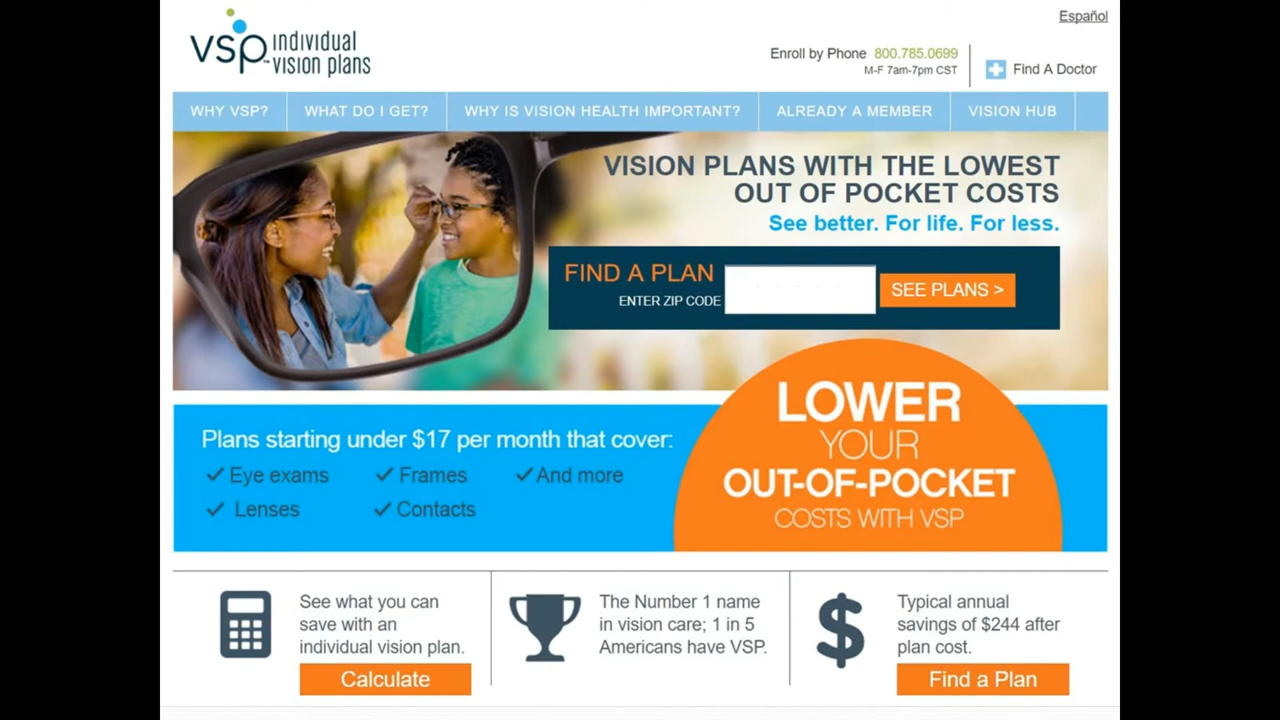 Español
vsp individual
vision plans
Enroll by Phone 800.785.0699
M-F 7am-7pm CST
Find A Doctor
WHY VSP?
WHAT DO I GET?
WHY IS VISION HEALTH IMPORTANT?
ALREADY A MEMBER
VISION HUB
VISION PLANS WITH THE LOWEST
OUT OF POCKET COSTS
See better. For life. For less.
FIND A PLAN
ENTER ZIP CODE
SEE PLANS >
Plans starting under $17 per month that cover:
Eye exams
Frames
And more
Lenses
Contacts
LOWER
YOUR
OUT-OF-POCKET
COSTS WITH VSP
See what you can
save with an
individual vision plan.
Calculate
The Number 1 name
in vision care; 1 in 5
Americans have VSP.
Typical annual
savings of $244 after
plan cost.
Find a Plan